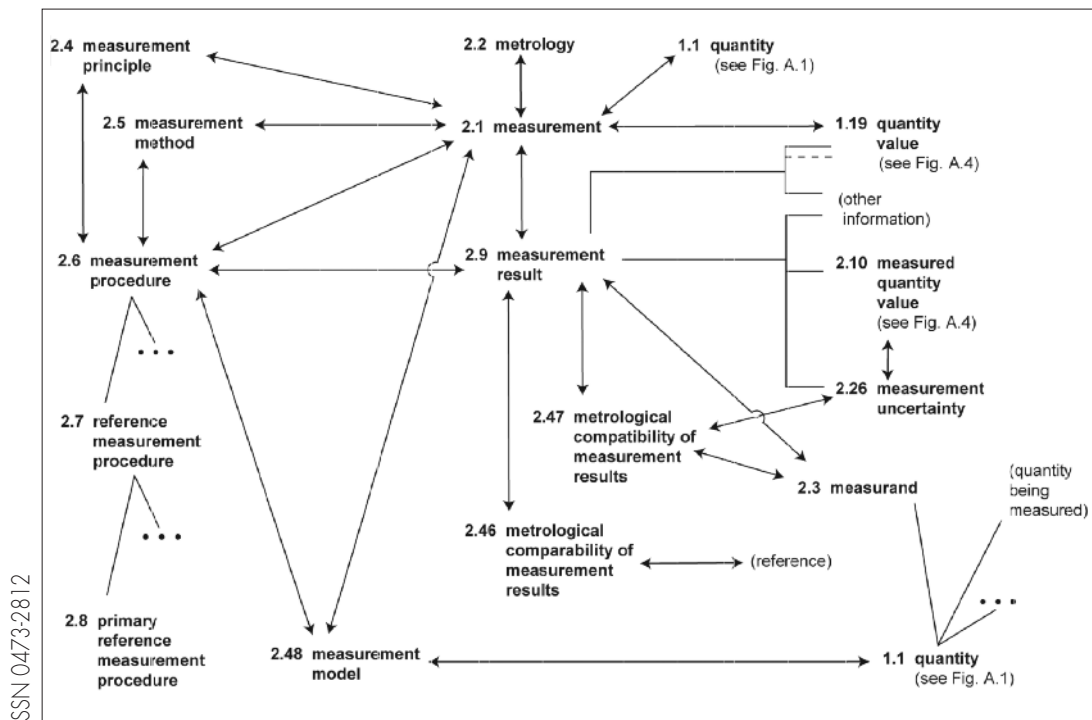 2.4 measurement
principle
2.2 metrology
1.1 quantity
(see Fig. A.1)
2.5 measurement
method
2.1 measurement
1.19 quantity
value
(see Fig. A.4)
(other
information)
2.6 measurement
procedure
2.9 measurement
result
2.10 measured
quantity
value
(see Fig. A.4)
2.26 measurement
uncertainty
2.7 reference
measurement
procedure
2.47 metrological
compatibility of
measurement
results
2.3 measurand
(quantity
being
measured)
2.46 metrological
comparability of
measurement
results
(reference)
2.8 primary
reference
measurement
procedure
2.48 measurement
model
1.1 quantity
(see Fig. A.1)
SSN 0473-2812